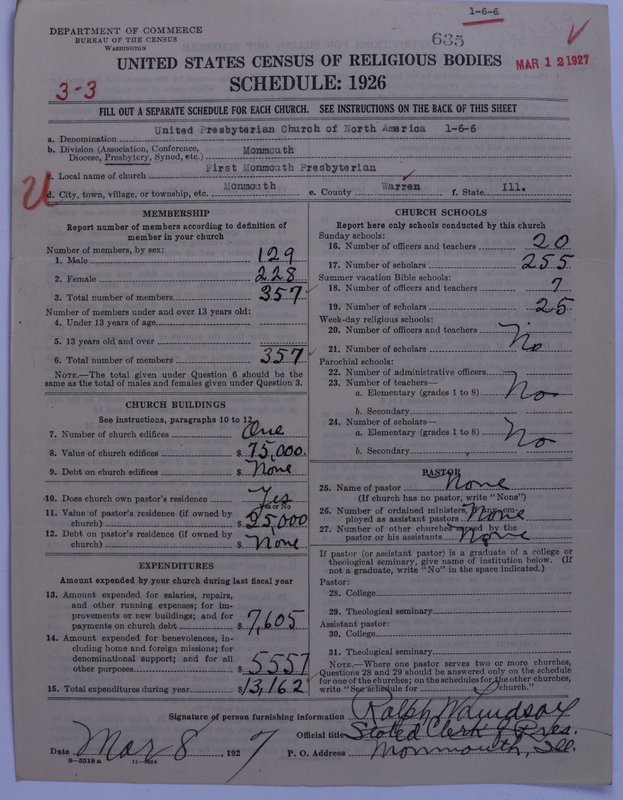 1-6-6
DEPARTMENT OF COMMERCE
BUREAU OF THE CENSUS
WASHINGTON
635
MAR 12 1927
UNITED STATES CENSUS OF RELIGIOUS BODIES
3-3
SCHEDULE: 1926
FILL OUT A SEPARATE SCHEDULE FOR EACH CHURCH. SEE INSTRUCTIONS ON THE BACK OF THIS SHEET
a. Denomination United Presbyterian Church of North America 1-6-6
b. Division (Association, Conference, Diocese, Presbytery, Synod, etc.) Monmouth
c. Local name of church First Monmouth Presbyterian
d. City, town, village, or township, etc. Monmouth e. County Warren f. State Ill.
MEMBERSHIP
Report number of members according to definition of
member in your church
Number of members, by sex:
1. Male 129
2. Female 228
3. Total number of members 357
Number of members under and over 13 years old:
4. Under 13 years of age
5. 13 years old and over
6. Total number of members 357
NOTE.—The total given under Question 6 should be
same as the total of males and females given under Question 3.
CHURCH BUILDINGS
See instructions, paragraphs 10 to 12
7. Number of church edifices One
8. Value of church edifices $ 75,000.
9. Debt on church edifices $ None
10. Does church own pastor's residence Yes
Yes or No
11. Value of pastor's residence (if owned by
church) $ 25,000
12. Debt on pastor's residence (if owned by
church) $ None
EXPENDITURES
Amount expended by your church during last fiscal year
13. Amount expended for salaries, repairs,
and other running expenses; for im-
provements or new buildings; and for
payments on church debt $ 7,605
14. Amount expended for benevolences, in-
cluding home and foreign missions; for
denominational support; and for all
other purposes $ 5557
15. Total expenditures during year $ 13,162
CHURCH SCHOOLS
Report here only schools conducted by this church
Sunday schools:
16. Number of officers and teachers 20
17. Number of scholars 255
Summer vacation Bible schools:
18. Number of officers and teachers 7
19. Number of scholars 25
Week-day religious schools:
20. Number of officers and teachers
21. Number of scholars No
Parochial schools:
22. Number of administrative officers
23. Number of teachers—
a. Elementary (grades 1 to 8) No
b. Secondary
24. Number of scholars—
a. Elementary (grades 1 to 8) No
b. Secondary
PASTOR
25. Name of pastor None
(If church has no pastor, write "None")
26. Number of ordained ministers, if any em-
ployed as assistant pastors None
27. Number of other churches served by the
pastor or his assistants None
If pastor (or assistant pastor) is a graduate of a college or
theological seminary, give name of institution below. (If
not a graduate, write "No" in the space indicated.)
Pastor:
28. College
29. Theological seminary
Assistant pastor:
30. College
31. Theological seminary
NOTE.—Where one pastor serves two or more churches,
Questions 28 and 29 should be answered only on the schedule
for one of the churches; on the schedules for the other churches,
write "See schedule for church."
Signature of person furnishing information Ralph W Lindsay
Official title Stated Clerk
Date Mar 8 1927 P. O. Address Monmouth, Ill.